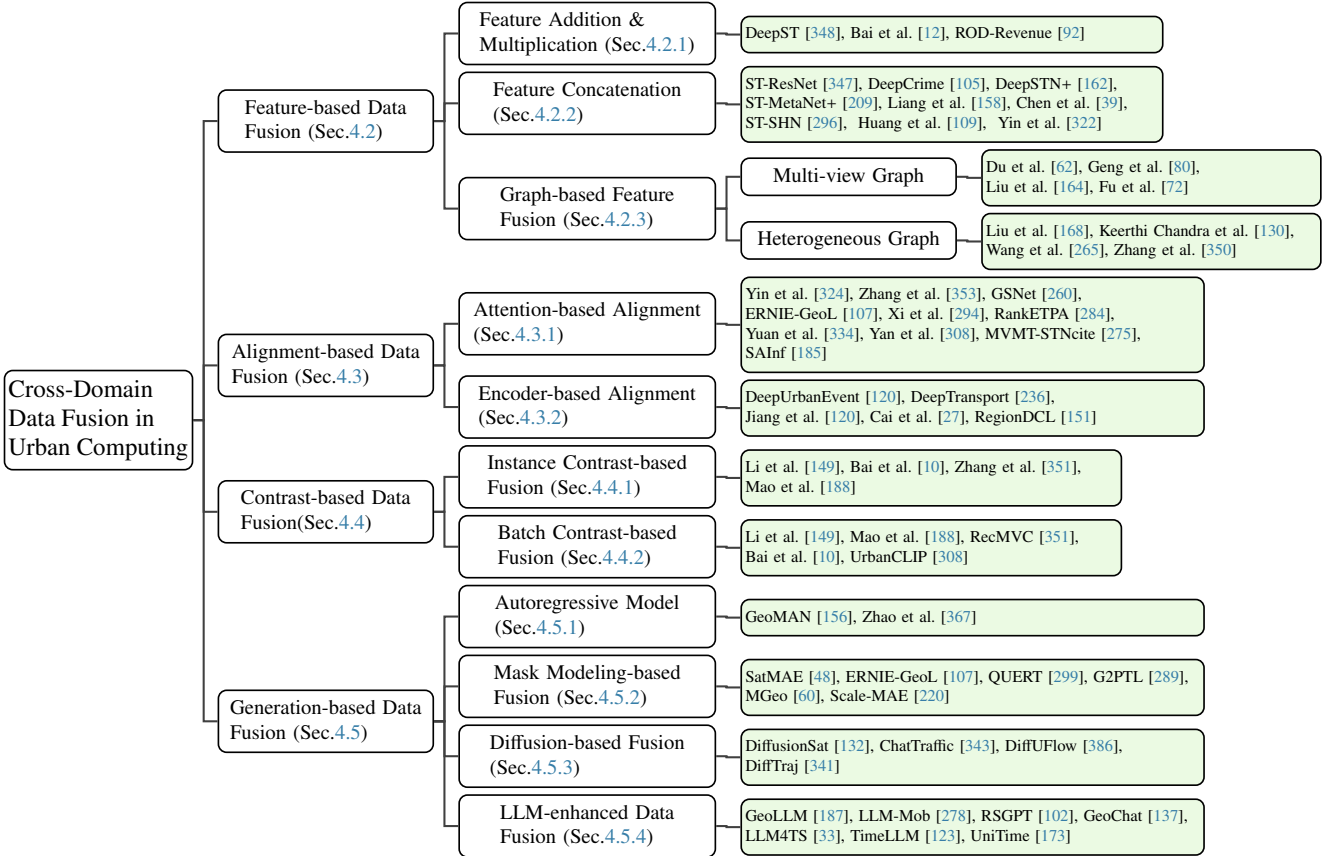 Cross-Domain
Data Fusion in
Urban Computing
Feature-based Data
Fusion (Sec.4.2)
Feature Addition &
Multiplication (Sec.4.2.1)
DeepST [348], Bai et al. [12], ROD-Revenue [92]
Feature Concatenation
(Sec.4.2.2)
ST-ResNet [347], DeepCrime [105], DeepSTN+ [162],
ST-MetaNet+ [209], Liang et al. [158], Chen et al. [39],
ST-SHN [296], Huang et al. [109], Yin et al. [322]
Graph-based Feature
Fusion (Sec.4.2.3)
Multi-view Graph
Du et al. [62], Geng et al. [80],
Liu et al. [164], Fu et al. [72]
Heterogeneous Graph
Liu et al. [168], Keerthi Chandra et al. [130],
Wang et al. [265], Zhang et al. [350]
Alignment-based Data
Fusion (Sec.4.3)
Attention-based Alignment
(Sec.4.3.1)
Yin et al. [324], Zhang et al. [353], GSNet [260],
ERNIE-GeoL [107], Xi et al. [294], RankETPA [284],
Yuan et al. [334], Yan et al. [308], MVMT-STNcite [275],
SAInf [185]
Encoder-based Alignment
(Sec.4.3.2)
DeepUrbanEvent [120], DeepTransport [236],
Jiang et al. [120], Cai et al. [27], RegionDCL [151]
Contrast-based Data
Fusion(Sec.4.4)
Instance Contrast-based
Fusion (Sec.4.4.1)
Li et al. [149], Bai et al. [10], Zhang et al. [351],
Mao et al. [188]
Batch Contrast-based
Fusion (Sec.4.4.2)
Li et al. [149], Mao et al. [188], RecMVC [351],
Bai et al. [10], UrbanCLIP [308]
Generation-based Data
Fusion (Sec.4.5)
Autoregressive Model
(Sec.4.5.1)
GeoMAN [156], Zhao et al. [367]
Mask Modeling-based
Fusion (Sec.4.5.2)
SatMAE [48], ERNIE-GeoL [107], QUERT [299], G2PTL [289],
MGeo [60], Scale-MAE [220]
Diffusion-based Fusion
(Sec.4.5.3)
DiffusionSat [132], ChatTraffic [343], DiffUFlow [386],
DiffTraj [341]
LLM-enhanced Data
Fusion (Sec.4.5.4)
GeoLLM [187], LLM-Mob [278], RSGPT [102], GeoChat [137],
LLM4TS [33], TimeLLM [123], UniTime [173]